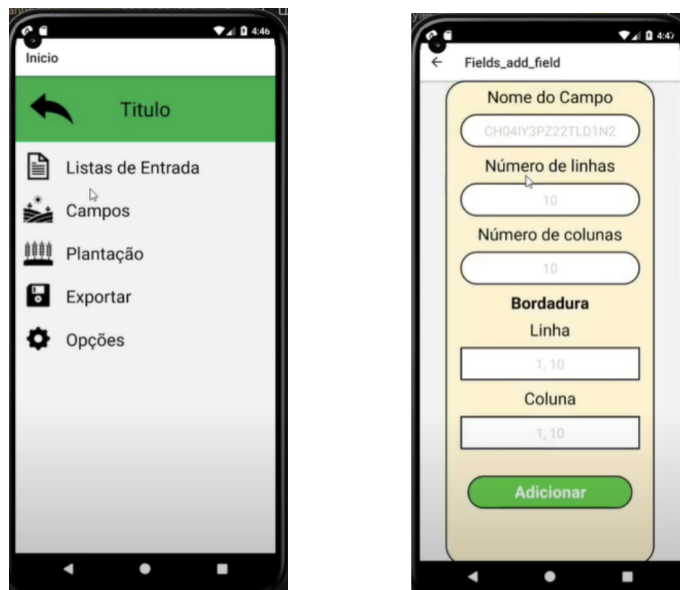 4:46
Inicio
Titulo
Listas de Entrada
Campos
Plantação
Exportar
Opções
4:47
Fields_add_field
Nome do Campo
CH04IY3PZ22TLD1N2
Número de linhas
10
Número de colunas
10
Bordadura
Linha
1, 10
Coluna
1, 10
Adicionar